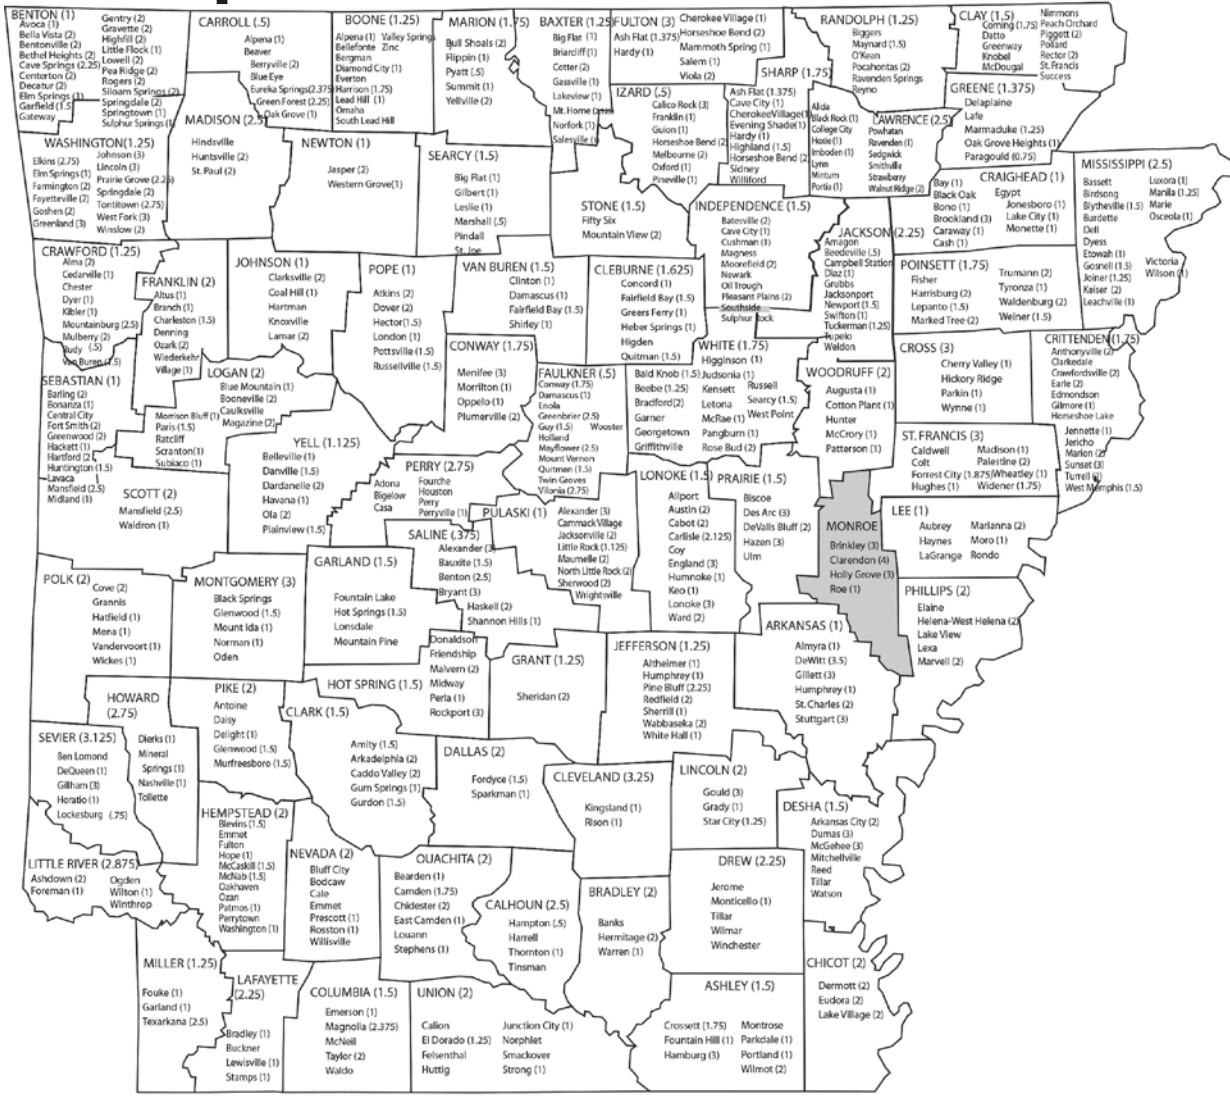 BENTON (1)
Avoca (1)
Bella Vista (2)
Bentonville (2)
Bethel Heights (2)
Cave Springs (2.25)
Centerton (2)
Decatur (2)
Elm Springs (1)
Garfield (1.5)
Gateway
Gentry (2)
Gravette (2)
Highfill (2)
Little Flock (1)
Lowell (2)
Pea Ridge (2)
Rogers (2)
Siloam Springs (2)
Springdale (2)
Springtown (1)
Sulphur Springs (1)
CARROLL (.5)
Alpena (1)
Beaver
Berryville (2)
Blue Eye
Eureka Springs(2.375)
Green Forest (2.25)
Oak Grove (1)
BOONE (1.25)
Alpena (1) Valley Springs
Bellefonte Zinc
Bergman
Diamond City (1)
Everton
Harrison (1.75)
Lead Hill (1)
Omaha
South Lead Hill
MARION (1.75)
Bull Shoals (2)
Flippin (1)
Pyatt (.5)
Summit (1)
Yellville (2)
BAXTER (1.25)
Big Flat (1)
Briarcliff (1)
Cotter (2)
Gassville (1)
Lakeview (1)
Mt. Home
Norfork (1)
Salesville (1)
FULTON (3)
Ash Flat (1.375)
Hardy (1)
Cherokee Village (1)
Horseshoe Bend (2)
Mammoth Spring (1)
Salem (1)
Viola (2)
SHARP (1.75)
Ash Flat (1.375)
Cave City (1)
CherokeeVillage(1)
Evening Shade(1)
Hardy (1)
Highland (1.5)
Horseshoe Bend (2)
Sidney
Williford
RANDOLPH (1.25)
Biggers
Maynard (1.5)
O'Kean
Pocahontas (2)
Ravenden Springs
Reyno
CLAY (1.5)
Corning (1.75)
Datto
Greenway
Knobel
McDougal
Nimmons
Peach Orchard
Piggott (2)
Pollard
Rector (2)
St. Francis
Success
GREENE (1.375)
Delaplaine
Lafe
Marmaduke (1.25)
Oak Grove Heights (1)
Paragould (0.75)
IZARD (.5)
Calico Rock (3)
Franklin (1)
Guion (1)
Horseshoe Bend (2)
Melbourne (2)
Oxford (1)
Pineville (1)
LAWRENCE (2.5)
Alida
Black Rock (1)
College City
Hoxie (1)
Imboden (1)
Lynn
Minturn
Portia (1)
Powhatan
Ravenden (1)
Sedgwick
Smithville
Strawberry
Walnut Ridge (2)
MADISON (2.5)
Hindsville
Huntsville (2)
St. Paul (2)
WASHINGTON(1.25)
Elkins (2.75)
Elm Springs (1)
Farmington (2)
Fayetteville (2)
Goshen (2)
Greenland (3)
Johnson (3)
Lincoln (3)
Prairie Grove (2.25)
Springdale (2)
Tontitown (2.75)
West Fork (3)
Winslow (2)
NEWTON (1)
Jasper (2)
Western Grove(1)
SEARCY (1.5)
Big Flat (1)
Gilbert (1)
Leslie (1)
Marshall (.5)
Pindall
St. Joe
STONE (1.5)
Fifty Six
Mountain View (2)
INDEPENDENCE (1.5)
Batesville (2)
Cave City (1)
Cushman (1)
Magness
Moorefield (2)
Newark
Oil Trough
Pleasant Plains (2)
Southside
Sulphur Rock
JACKSON (2.25)
Amagon
Beedeville (.5)
Campbell Station
Diaz (1)
Grubbs
Jacksonport
Newport (1.5)
Swifton (1)
Tuckerman (1.25)
Tupelo
Weldon
CRAIGHEAD (1)
Bay (1)
Black Oak
Bono (1)
Brookland (3)
Caraway (1)
Cash (1)
Egypt
Jonesboro (1)
Lake City (1)
Monette (1)
MISSISSIPPI (2.5)
Bassett
Birdsong
Blytheville (1.5)
Burdette
Dell
Dyess
Etowah (1)
Gosnell (1.5)
Joiner (1.25)
Keiser (2)
Leachville (1)
Luxora (1)
Manila (1.25)
Marie
Osceola (1)
Victoria
Wilson (1)
CRAWFORD (1.25)
Alma (2)
Cedarville (1)
Chester
Dyer (1)
Kibler (1)
Mountainburg (2.5)
Mulberry (2)
Rudy (.5)
Van Buren (1.5)
FRANKLIN (2)
Altus (1)
Branch (1)
Charleston (1.5)
Denning
Ozark (2)
Wiederkehr
Village (1)
JOHNSON (1)
Clarksville (2)
Coal Hill (1)
Hartman
Knoxville
Lamar (2)
POPE (1)
Atkins (2)
Dover (2)
Hector(1.5)
London (1)
Pottsville (1.5)
Russellville (1.5)
VAN BUREN (1.5)
Clinton (1)
Damascus (1)
Fairfield Bay (1.5)
Shirley (1)
CLEBURNE (1.625)
Concord (1)
Fairfield Bay (1.5)
Greers Ferry (1)
Heber Springs (1)
Higden
Quitman (1.5)
POINSETT (1.75)
Fisher
Harrisburg (2)
Lepanto (1.5)
Marked Tree (2)
Trumann (2)
Tyronza (1)
Waldenburg (2)
Weiner (1.5)
CONWAY (1.75)
Menifee (3)
Morrilton (1)
Oppelo (1)
Plumerville (2)
FAULKNER (.5)
Conway (1.75)
Damascus (1)
Enola
Greenbrier (2.5)
Guy (1.5) Wooster
Holland
Mayflower (2.5)
Mount Vernon
Quitman (1.5)
Twin Groves
Vilonia (2.75)
WHITE (1.75)
Bald Knob (1.5)
Beebe (1.25)
Bradford(2)
Garner
Georgetown
Griffithville
Higginson (1)
Judsonia (1)
Kensett
Letona
McRae (1)
Pangburn (1)
Rose Bud (2)
Russell
Searcy (1.5)
West Point
WOODRUFF (2)
Augusta (1)
Cotton Plant (1)
Hunter
McCrory (1)
Patterson (1)
CROSS (3)
Cherry Valley (1)
Hickory Ridge
Parkin (1)
Wynne (1)
CRITTENDEN(1.75)
Anthonyville (2)
Clarkedale
Crawfordsville (2)
Earle (2)
Edmondson
Gilmore (1)
Horseshoe Lake
Jennette (1)
Jericho
Marion (2)
Sunset (3)
Turrell
West Memphis (1.5)
SEBASTIAN (1)
Barling (2)
Bonanza (1)
Central City
Fort Smith (2)
Greenwood (2)
Hackett (1)
Hartford (2)
Huntington (1.5)
Lavaca
Mansfield (2.5)
Midland (1)
LOGAN (2)
Blue Mountain (1)
Booneville (2)
Caulksville
Magazine (2)
Morrison Bluff (1)
Paris (1.5)
Ratcliff
Scranton(1)
Subiaco (1)
YELL (1.125)
Belleville (1)
Danville (1.5)
Dardanelle (2)
Havana (1)
Ola (2)
Plainview (1.5)
SCOTT (2)
Mansfield (2.5)
Waldron (1)
PERRY (2.75)
Adona
Bigelow
Casa
Fourche
Houston
Perry
Perryville (1)
PULASKI (1)
Alexander (3)
Cammack Village
Jacksonville (2)
Little Rock (1.125)
Maumelle (2)
North Little Rock (2)
Sherwood (2)
Wrightsville
LONOKE (1.5)
Allport
Austin (2)
Cabot (2)
Carlisle (2.125)
Coy
England (3)
Humnoke (1)
Keo (1)
Lonoke (3)
Ward (2)
PRAIRIE (1.5)
Biscoe
Des Arc (3)
DeValls Bluff (2)
Hazen (3)
Ulm
ST. FRANCIS (3)
Caldwell
Colt
Forrest City (1.875)
Hughes (1)
Madison (1)
Palestine (2)
Wheatley (1)
Widener (1.75)
LEE (1)
Aubrey
Haynes
LaGrange
Marianna (2)
Moro (1)
Rondo
MONROE
Brinkley (3)
Clarendon (4)
Holly Grove (3)
Roe (1)
PHILLIPS (2)
Elaine
Helena-West Helena (2)
Lake View
Lexa
Marvell (2)
SALINE (.375)
Alexander (3)
Bauxite (1.5)
Benton (2.5)
Bryant (3)
Haskell (2)
Shannon Hills (1)
GARLAND (1.5)
Fountain Lake
Hot Springs (1.5)
Lonsdale
Mountain Pine
POLK (2)
Cove (2)
Grannis
Hatfield (1)
Mena (1)
Vandervoort (1)
Wickes (1)
MONTGOMERY (3)
Black Springs
Glenwood (1.5)
Mount Ida (1)
Norman (1)
Oden
HOT SPRING (1.5)
Donaldson
Friendship
Malvern (2)
Midway
Perla (1)
Rockport (3)
GRANT (1.25)
Sheridan (2)
JEFFERSON (1.25)
Altheimer (1)
Humphrey (1)
Pine Bluff (2.25)
Redfield (2)
Sherrill (1)
Wabbaseka (2)
White Hall (1)
ARKANSAS (1)
Almyra (1)
DeWitt (3.5)
Gillett (3)
Humphrey (1)
St. Charles (2)
Stuttgart (3)
HOWARD
(2.75)
Dierks (1)
Mineral
Springs (1)
Nashville (1)
Tollette
PIKE (2)
Antoine
Daisy
Delight (1)
Glenwood (1.5)
Murfreesboro (1.5)
CLARK (1.5)
Amity (1.5)
Arkadelphia (2)
Caddo Valley (2)
Gum Springs (1)
Gurdon (1.5)
DALLAS (2)
Fordyce (1.5)
Sparkman (1)
CLEVELAND (3.25)
Kingsland (1)
Rison (1)
LINCOLN (2)
Gould (3)
Grady (1)
Star City (1.25)
DESHA (1.5)
Arkansas City (2)
Dumas (3)
McGehee (3)
Mitchellville
Reed
Tillar
Watson
SEVIER (3.125)
Ben Lomond
DeQueen (1)
Gillham (3)
Horatio (1)
Lockesburg (.75)
HEMPSTEAD (2)
Blevins (1.5)
Emmet
Fulton
Hope (1)
McCaskill (1.5)
McNab (1.5)
Oakhaven
Ozan
Patmos (1)
Perrytown
Washington (1)
LITTLE RIVER (2.875)
Ashdown (2)
Foreman (1)
Ogden
Wilton (1)
Winthrop
NEVADA (2)
Bluff City
Bodcaw
Cale
Emmet
Prescott (1)
Rosston (1)
Willisville
OUACHITA (2)
Bearden (1)
Camden (1.75)
Chidester (2)
East Camden (1)
Louann
Stephens (1)
CALHOUN (2.5)
Hampton (.5)
Harrell
Thornton (1)
Tinsman
BRADLEY (2)
Banks
Hermitage (2)
Warren (1)
DREW (2.25)
Jerome
Monticello (1)
Tillar
Wilmar
Winchester
MILLER (1.25)
Fouke (1)
Garland (1)
Texarkana (2.5)
LAFAYETTE
(2.25)
Bradley (1)
Buckner
Lewisville (1)
Stamps (1)
COLUMBIA (1.5)
Emerson (1)
Magnolia (2.375)
McNeil
Taylor (2)
Waldo
UNION (2)
Calion
El Dorado (1.25)
Felsenthal
Huttig
Junction City (1)
Norphlet
Smackover
Strong (1)
ASHLEY (1.5)
Crossett (1.75)
Fountain Hill (1)
Hamburg (3)
Montrose
Parkdale (1)
Portland (1)
Wilmot (2)
CHICOT (2)
Dermott (2)
Eudora (2)
Lake Village (2)